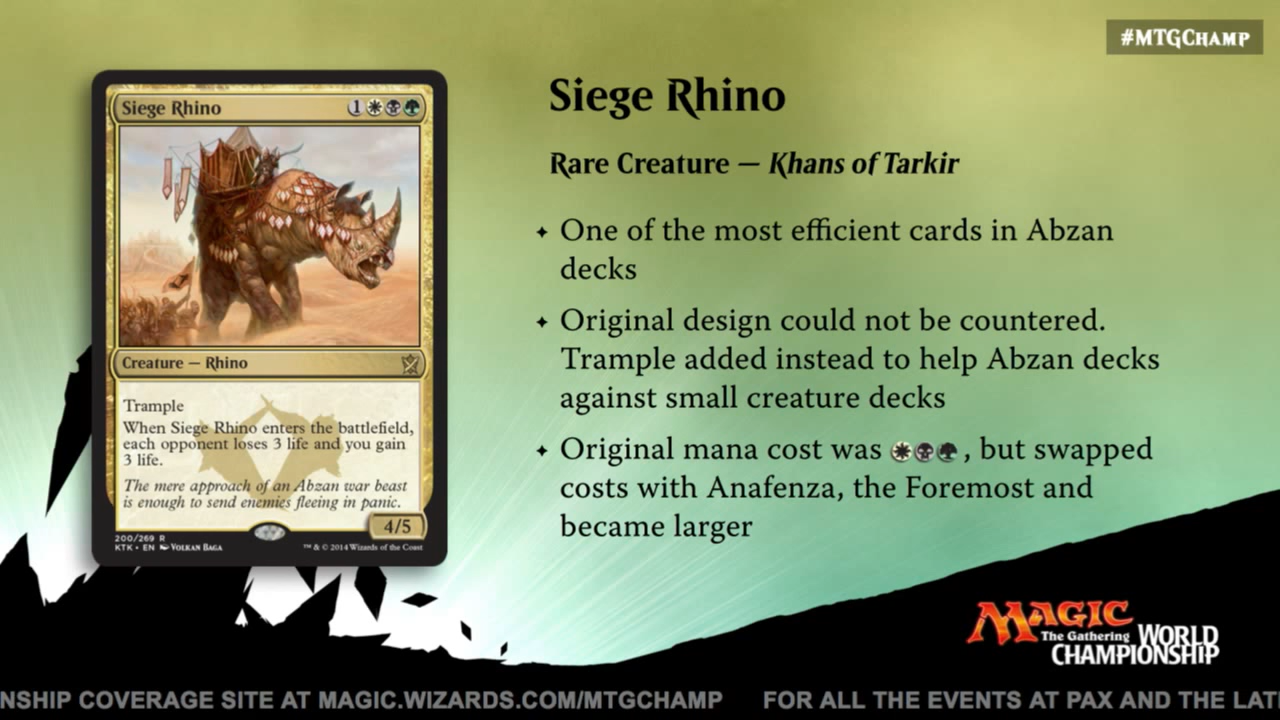 #MTGCHAMP
Siege Rhino
1
Siege Rhino
Rare Creature — Khans of Tarkir
One of the most efficient cards in Abzan
decks
Original design could not be countered.
Trample added instead to help Abzan decks
against small creature decks
Original mana cost was , but swapped
costs with Anafenza, the Foremost and
became larger
Creature — Rhino
Trample
When Siege Rhino enters the battlefield,
each opponent loses 3 life and you gain
3 life.
The mere approach of an Abzan war beast
is enough to send enemies fleeing in panic.
4/5
200/269 R
KTK • EN VOLKAN BAGA
™ & © 2014 Wizards of the Coast
MAGIC
The Gathering
WORLD
CHAMPIONSHIP
NSHIP COVERAGE SITE AT MAGIC.WIZARDS.COM/MTGCHAMP FOR ALL THE EVENTS AT PAX AND THE LAT